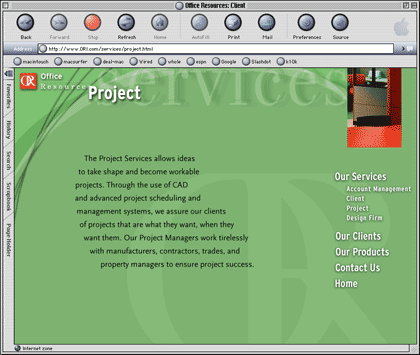 Office Resources: Client
Back Forward Stop Refresh Home AutoFill Print Mail Preferences Source
Address: http://www.ORI.com/services/project.html
macintouch macsurfer deal-mac Wired whole espn Google Slashdot k10k
Favorites
History
Search
Scrapbook
Page Holder
services
OR Office
Resource
Project
The Project Services allows ideas
to take shape and become workable
projects. Through the use of CAD
and advanced project scheduling and
management systems, we assure our clients
of projects that are what they want, when they
want them. Our Project Managers work tirelessly
with manufacturers, contractors, trades, and
property managers to ensure project success.
Our Services
Account Management
Client
Project
Design Firm
Our Clients
Our Products
Contact Us
Home
Internet zone